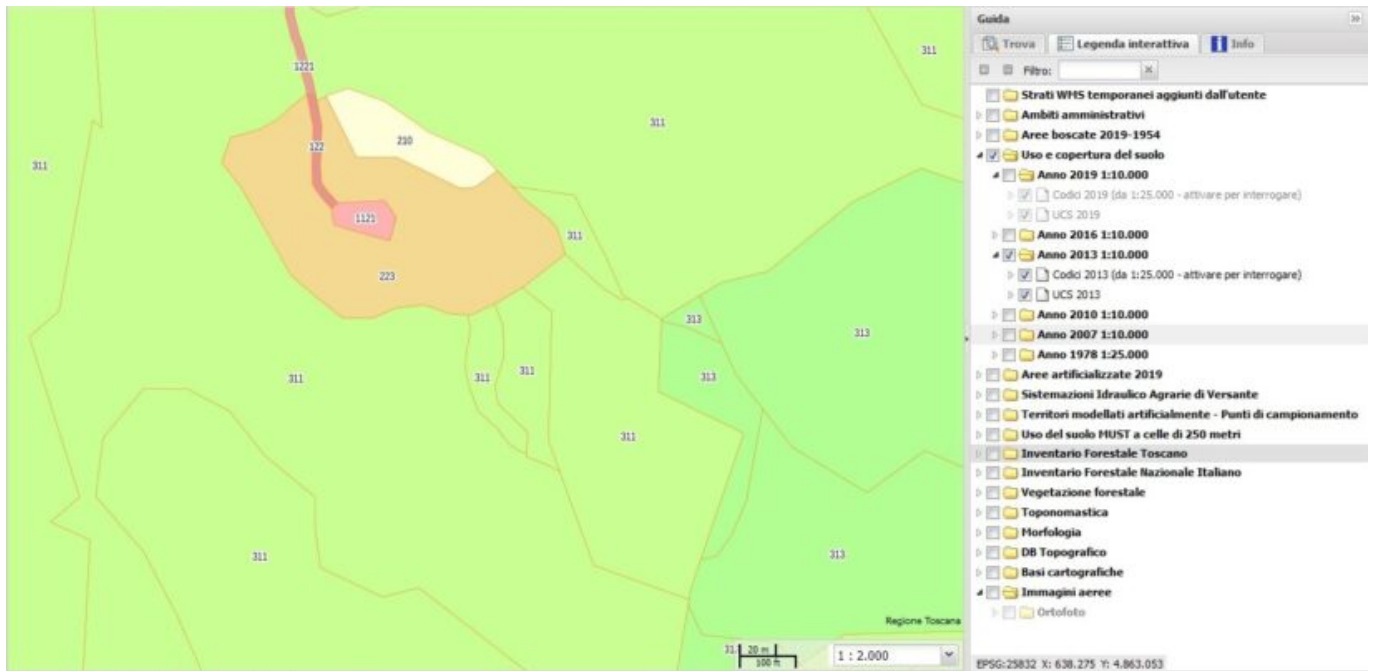 311
1221
311
210
122
311
1121
311
223
313
313
311
311
311
313
311
311
313
Regione Toscana
20 m
100 ft
1 : 2.000
Guida
Trova
Legenda interattiva
Info
Filtro:
Strati WMS temporanei aggiunti dall'utente
Ambiti amministrativi
Aree boscate 2019-1954
Uso e copertura del suolo
Anno 2019 1:10.000
Codici 2019 (da 1:25.000 - attivare per interrogare)
UCS 2019
Anno 2016 1:10.000
Anno 2013 1:10.000
Codici 2013 (da 1:25.000 - attivare per interrogare)
UCS 2013
Anno 2010 1:10.000
Anno 2007 1:10.000
Anno 1978 1:25.000
Aree artificializzate 2019
Sistemazioni Idraulico Agrarie di Versante
Territori modellati artificialmente - Punti di campionamento
Uso del suolo MUST a celle di 250 metri
Inventario Forestale Toscano
Inventario Forestale Nazionale Italiano
Vegetazione forestale
Toponomastica
Morfologia
DB Topografico
Basi cartografiche
Immagini aeree
Ortofoto
EPSG:25832 X: 638.275 Y: 4.863.053